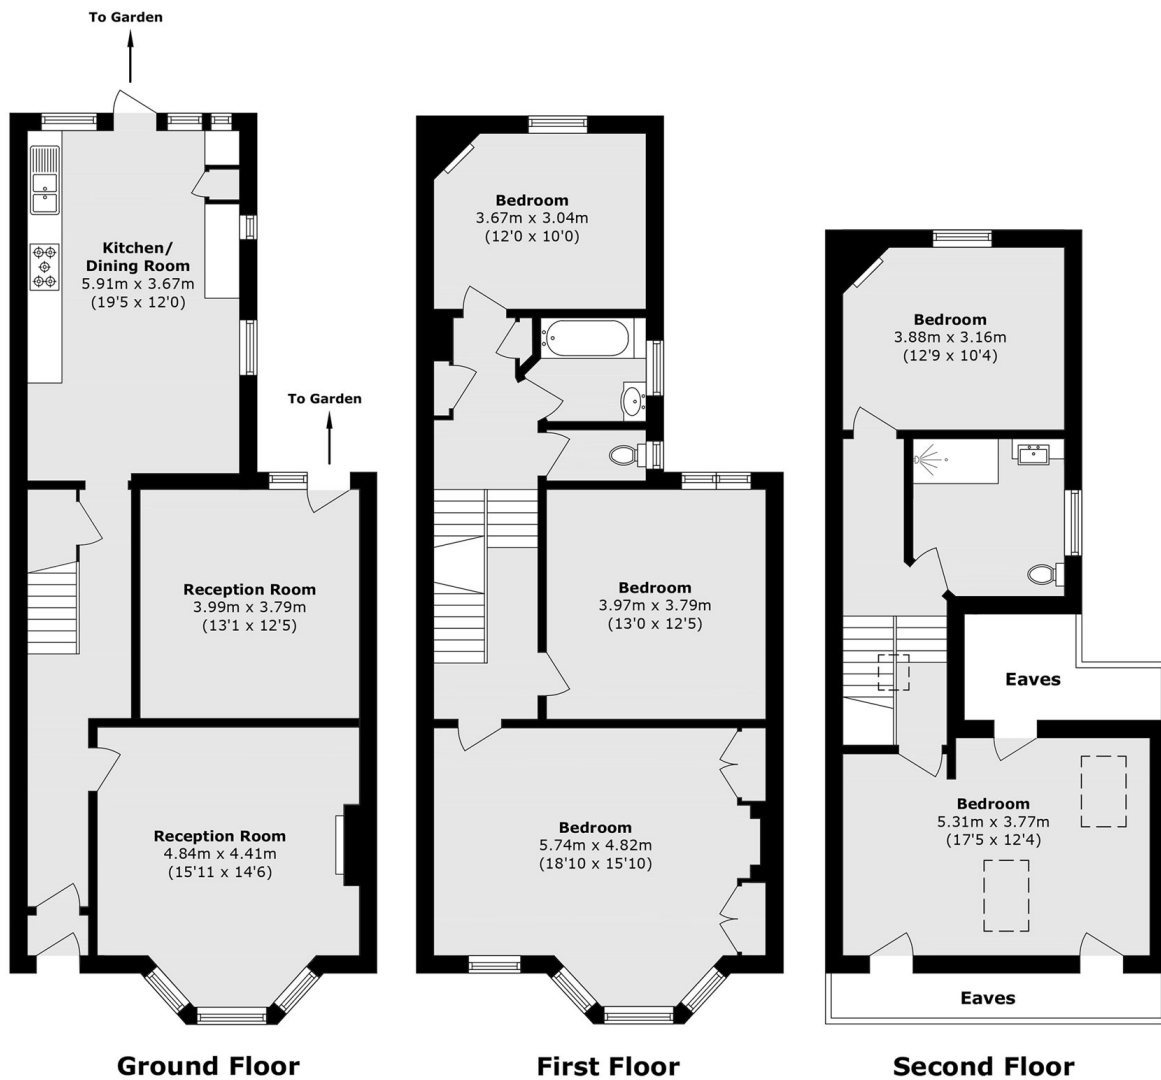 To Garden
Kitchen/
Dining Room
5.91m x 3.67m
(19'5 x 12'0)
To Garden
Reception Room
3.99m x 3.79m
(13'1 x 12'5)
Reception Room
4.84m x 4.41m
(15'11 x 14'6)
Ground Floor
Bedroom
3.67m x 3.04m
(12'0 x 10'0)
Bedroom
3.97m x 3.79m
(13'0 x 12'5)
Bedroom
5.74m x 4.82m
(18'10 x 15'10)
First Floor
Bedroom
3.88m x 3.16m
(12'9 x 10'4)
Eaves
Bedroom
5.31m x 3.77m
(17'5 x 12'4)
Eaves
Second Floor